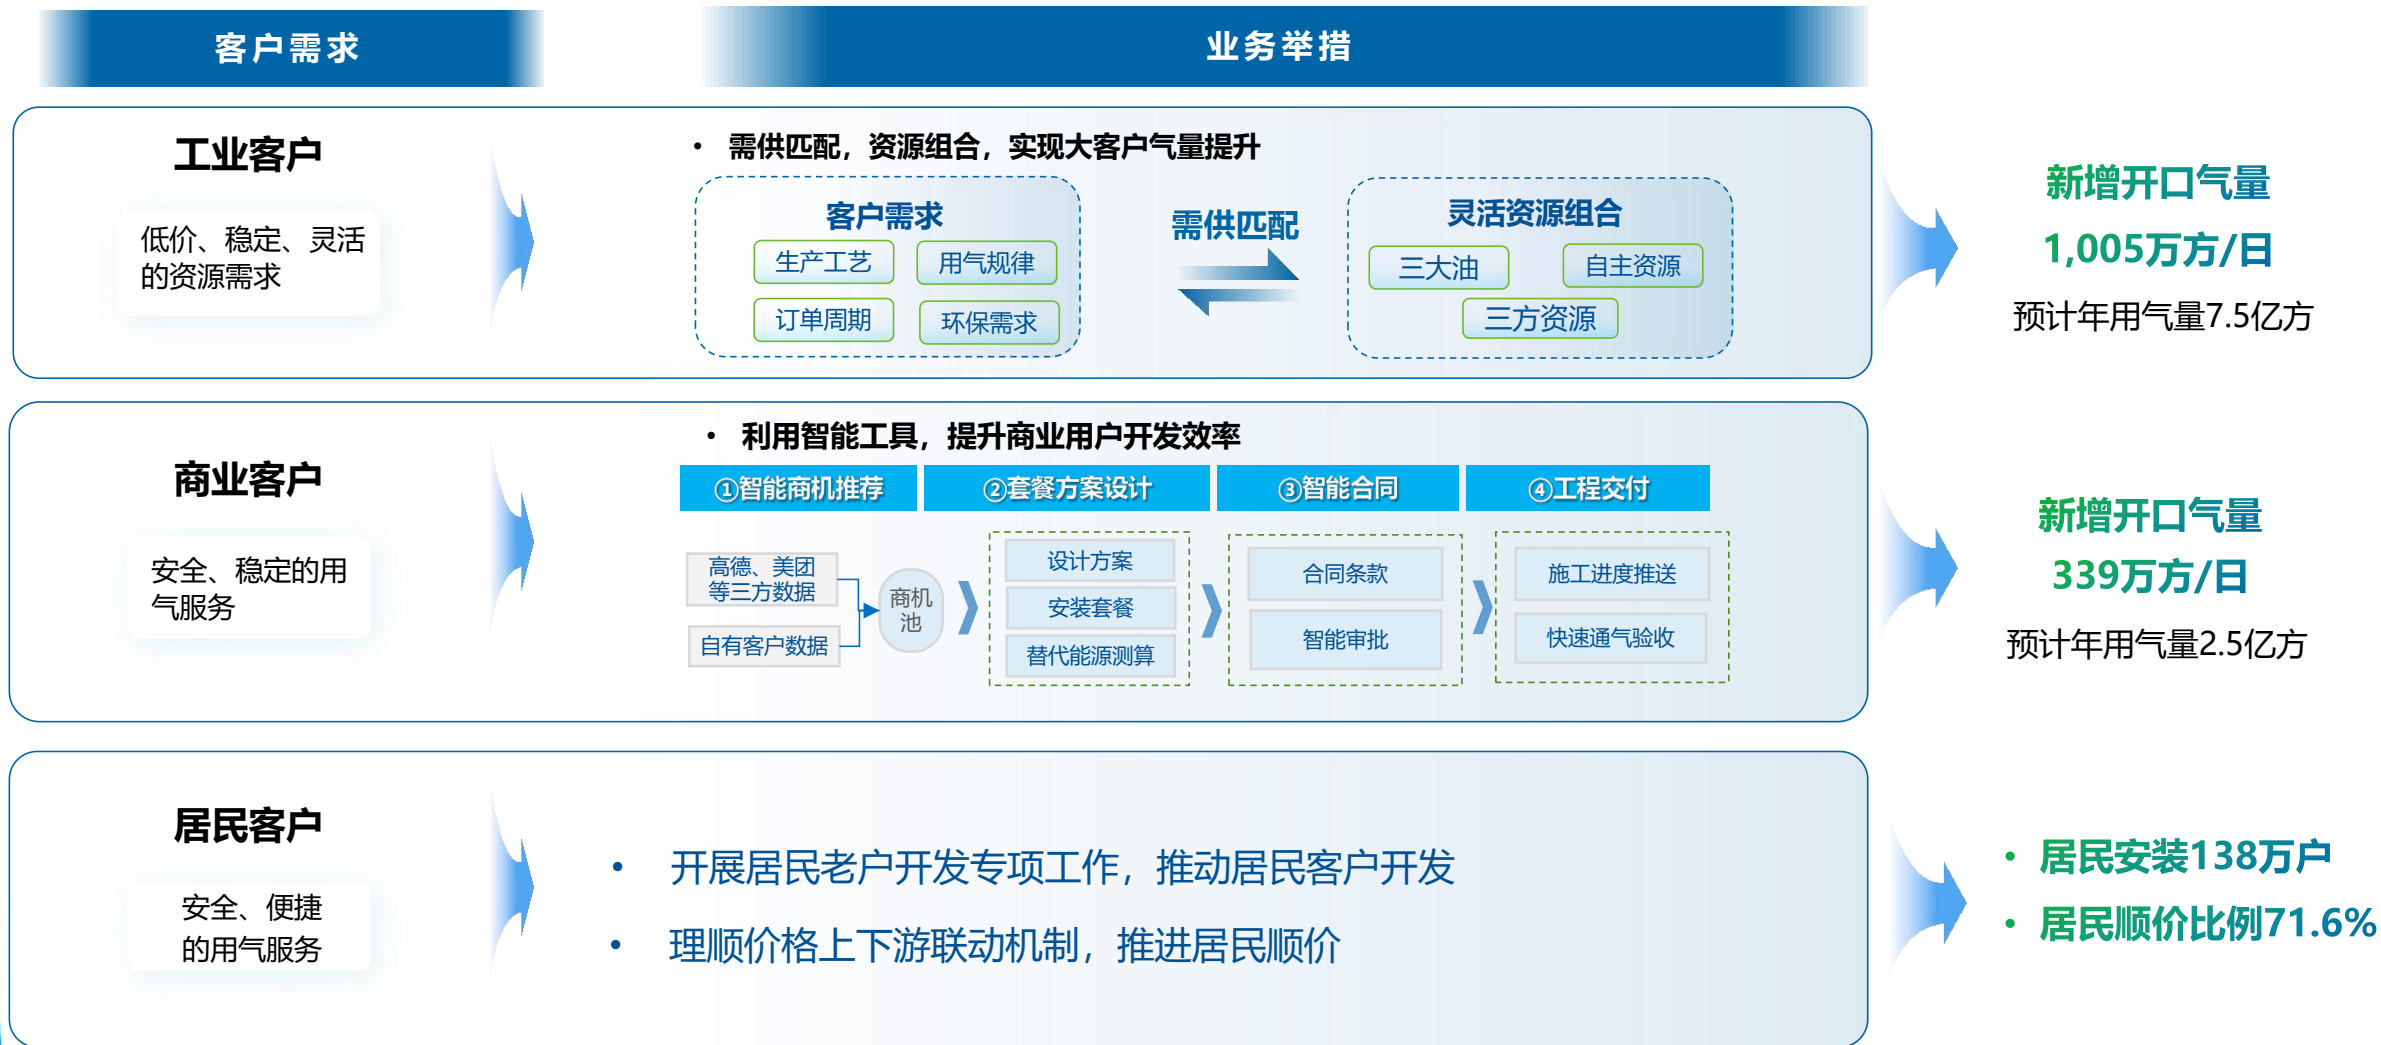 客户需求
业务举措
工业客户
低价、稳定、灵活
的资源需求
• 需供匹配，资源组合，实现大客户气量提升
客户需求
生产工艺
用气规律
订单周期
环保需求
需供匹配
灵活资源组合
三大油
自主资源
三方资源
新增开口气量
1,005万方/日
预计年用气量7.5亿方
商业客户
安全、稳定的用
气服务
• 利用智能工具，提升商业用户开发效率
①智能商机推荐
②套餐方案设计
③智能合同
④工程交付
高德、美团
等三方数据
自有客户数据
商机
池
设计方案
安装套餐
替代能源测算
合同条款
智能审批
施工进度推送
快速通气验收
新增开口气量
339万方/日
预计年用气量2.5亿方
居民客户
安全、便捷
的用气服务
• 开展居民老户开发专项工作，推动居民客户开发
• 理顺价格上下游联动机制，推进居民顺价
• 居民安装138万户
• 居民顺价比例71.6%